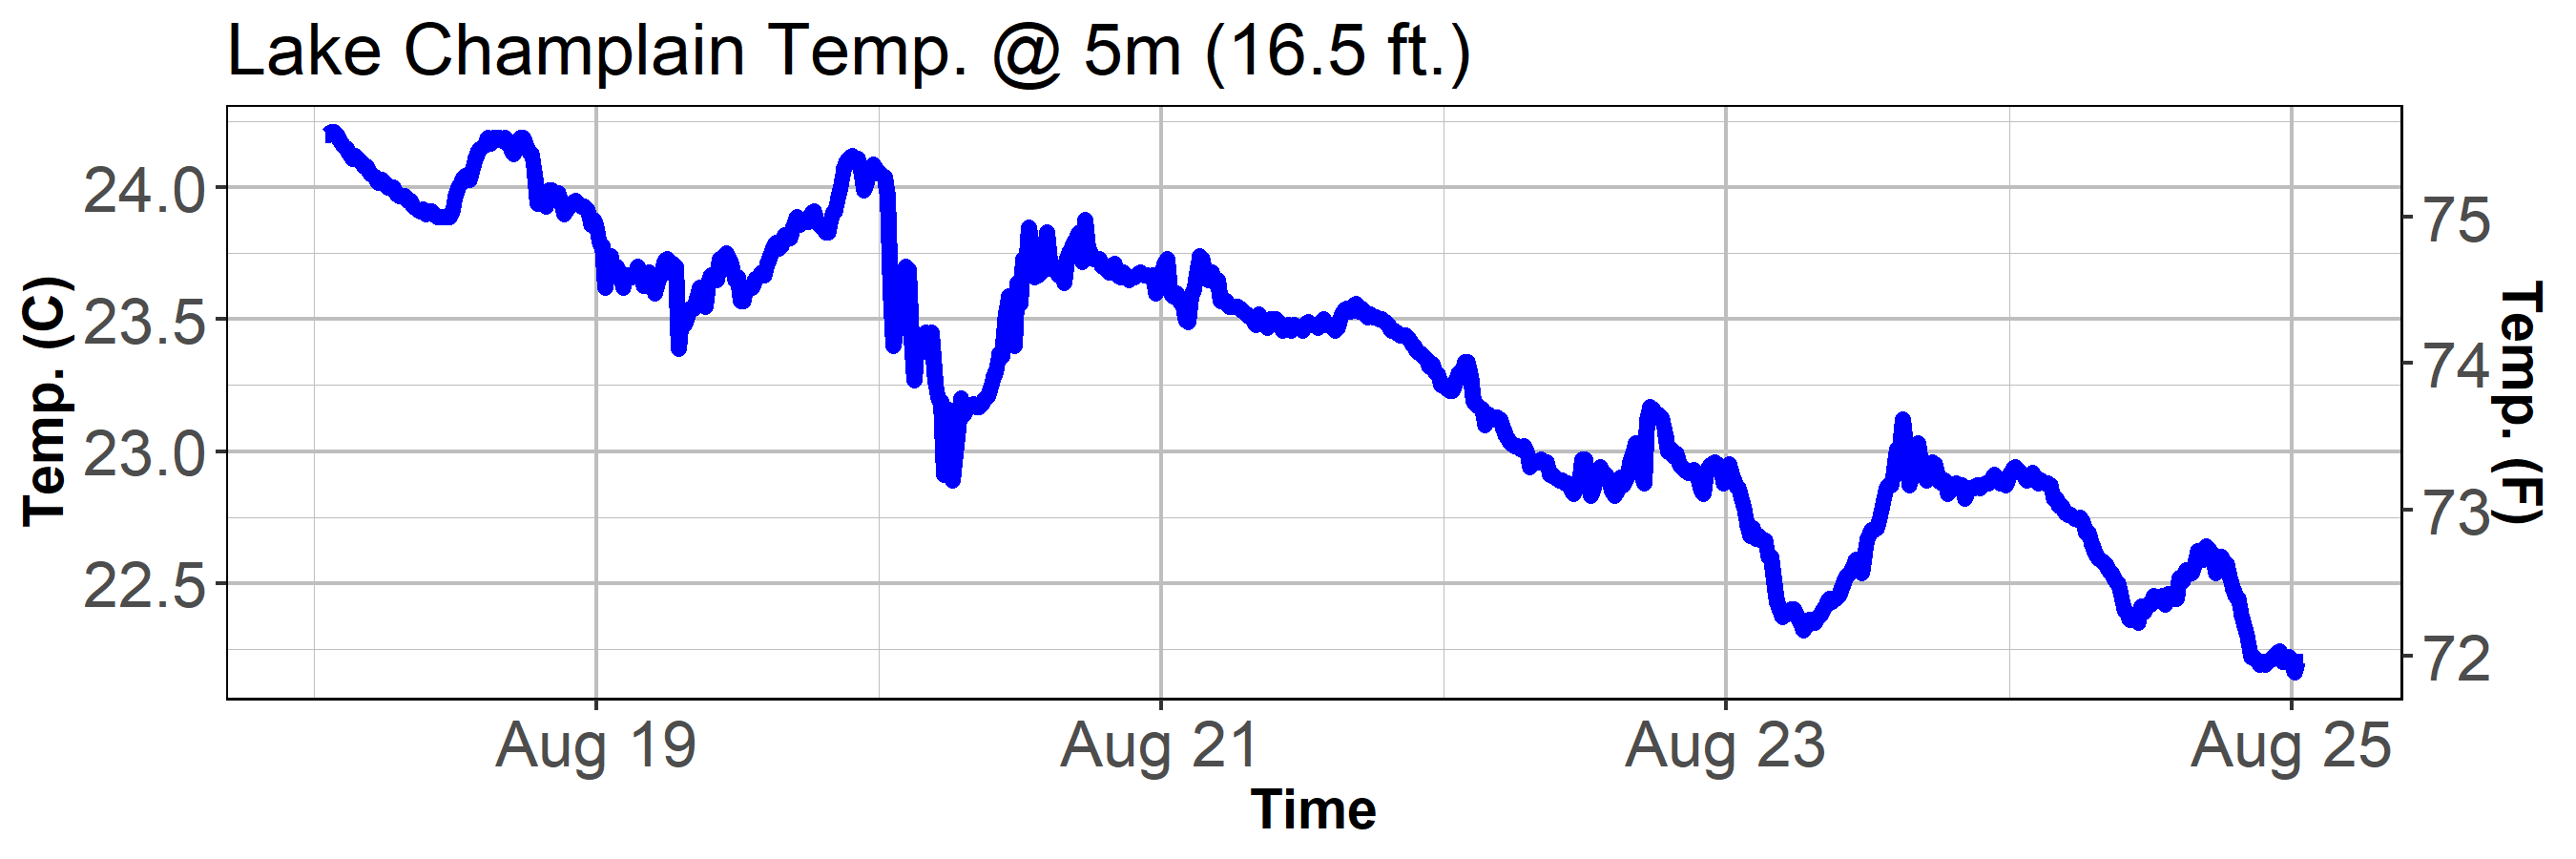 Lake Champlain Temp. @ 5m (16.5 ft.)
Temp. (C)
24.0
23.5
23.0
22.5
75
74
73
72
Temp. (F)
Aug 19 Aug 21 Aug 23 Aug 25
Time